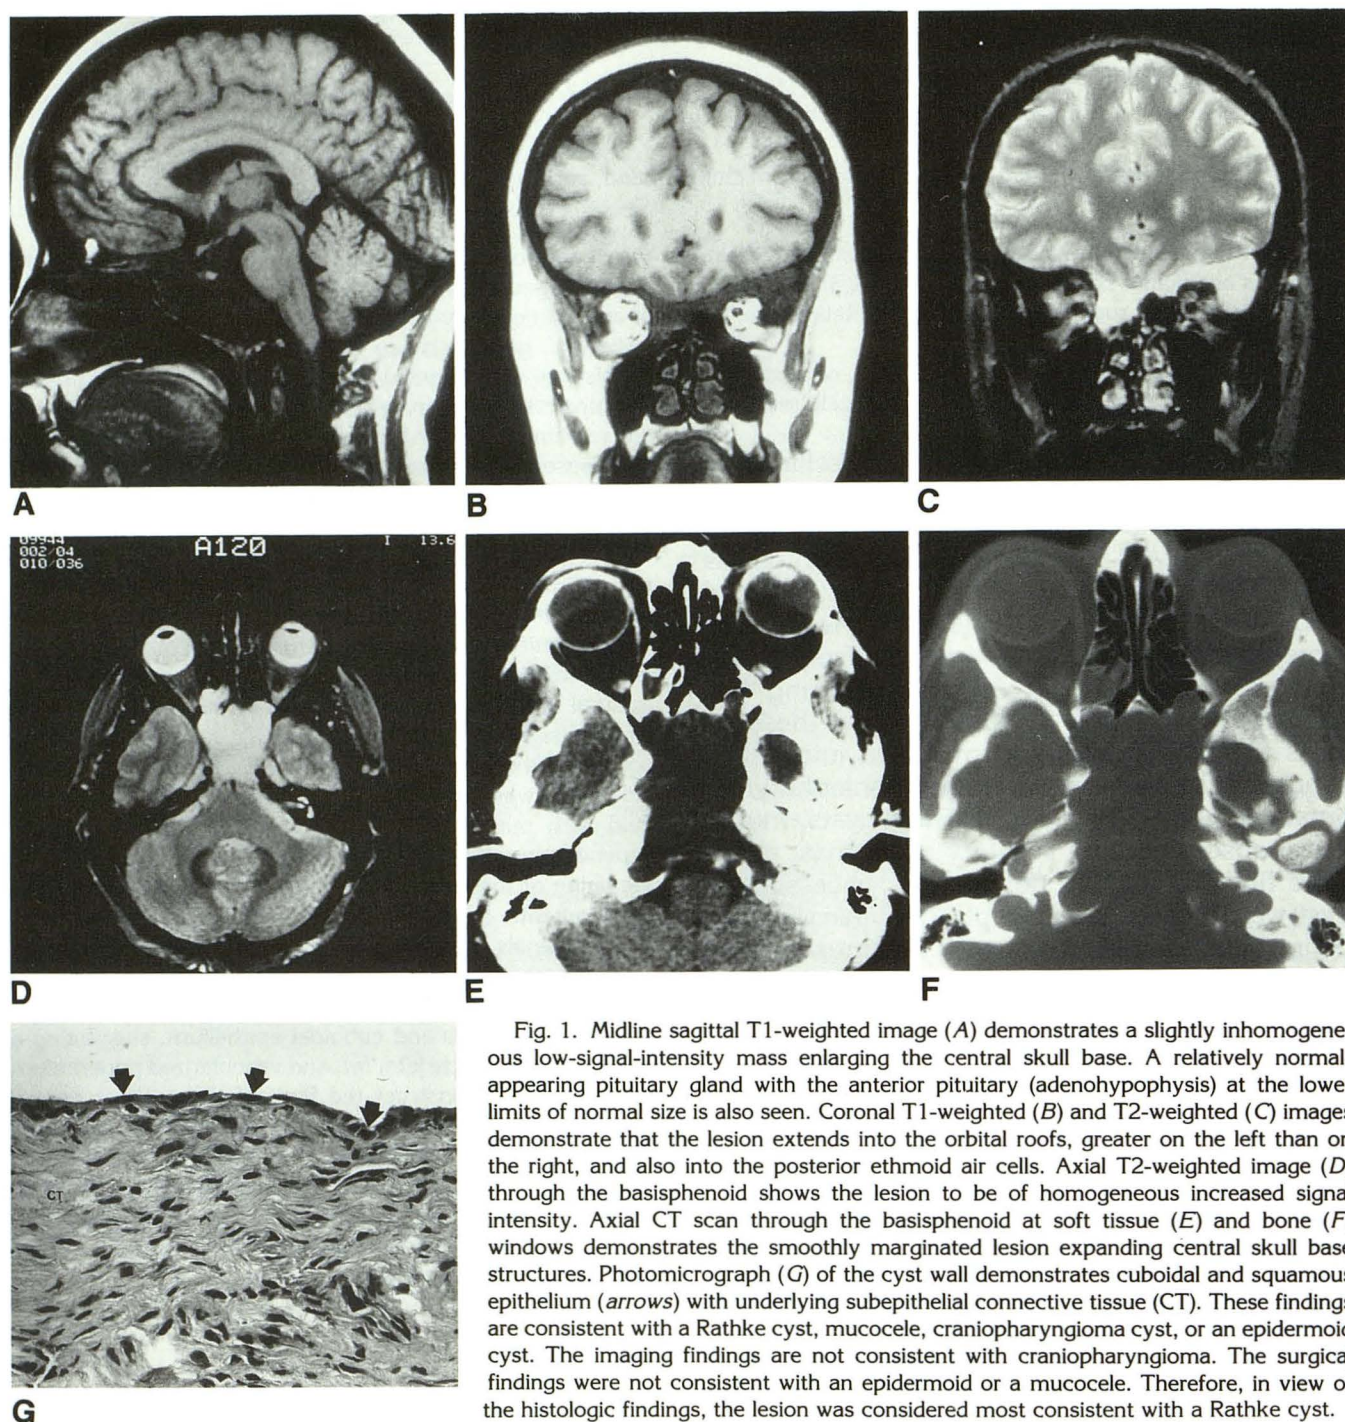 A
B
C
09944
002/04
010/036
A120
I 13.6
D
E
F
CT
G
Fig. 1. Midline sagittal T1-weighted image (A) demonstrates a slightly inhomogene
ous low-signal-intensity mass enlarging the central skull base. A relatively normal
appearing pituitary gland with the anterior pituitary (adenohypophysis) at the lowe
limits of normal size is also seen. Coronal T1-weighted (B) and T2-weighted (C) image
demonstrate that the lesion extends into the orbital roofs, greater on the left than or
the right, and also into the posterior ethmoid air cells. Axial T2-weighted image (D
through the basisphenoid shows the lesion to be of homogeneous increased signa
intensity. Axial CT scan through the basisphenoid at soft tissue (E) and bone (F
windows demonstrates the smoothly marginated lesion expanding central skull base
structures. Photomicrograph (G) of the cyst wall demonstrates cuboidal and squamou
epithelium (arrows) with underlying subepithelial connective tissue (CT). These finding
are consistent with a Rathke cyst, mucocele, craniopharyngioma cyst, or an epidermoic
cyst. The imaging findings are not consistent with craniopharyngioma. The surgica
findings were not consistent with an epidermoid or a mucocele. Therefore, in view o
the histologic findings, the lesion was considered most consistent with a Rathke cyst.